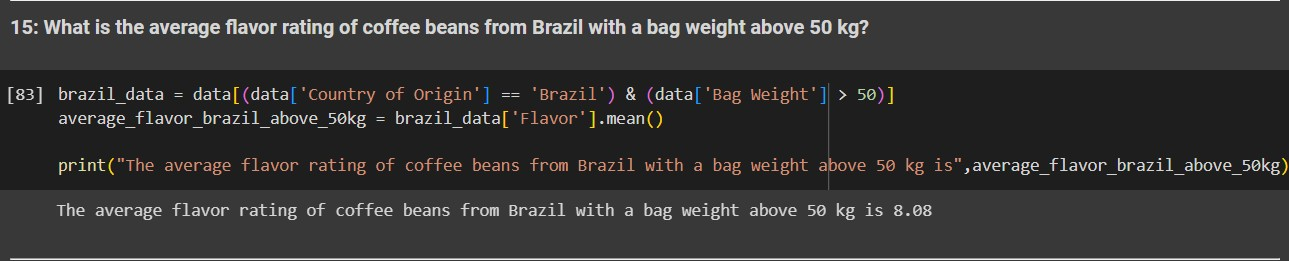 15: What is the average flavor rating of coffee beans from Brazil with a bag weight above 50 kg?
[83] brazil_data = data[(data['Country of Origin'] == 'Brazil') & (data['Bag Weight'] > 50)]
average_flavor_brazil_above_50kg = brazil_data['Flavor'].mean()
print("The average flavor rating of coffee beans from Brazil with a bag weight above 50 kg is",average_flavor_brazil_above_50kg)
The average flavor rating of coffee beans from Brazil with a bag weight above 50 kg is 8.08